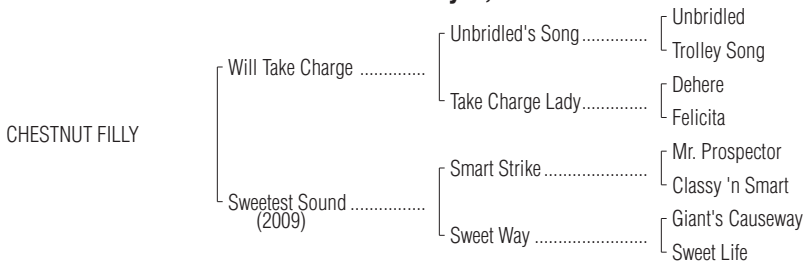 Unbridled
Unbridled's Song
Trolley Song
Will Take Charge
Dehere
Take Charge Lady
Felicita
CHESTNUT FILLY
Mr. Prospector
Smart Strike
Classy 'n Smart
Sweetest Sound
(2009)
Giant's Causeway
Sweet Way
Sweet Life